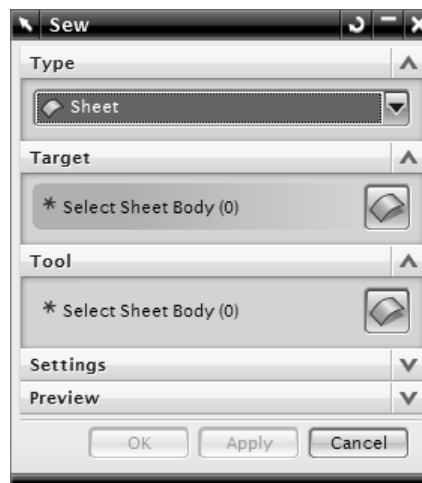 Sew
Type
Sheet
Target
* Select Sheet Body (0)
Tool
* Select Sheet Body (0)
Settings
Preview
OK Apply Cancel